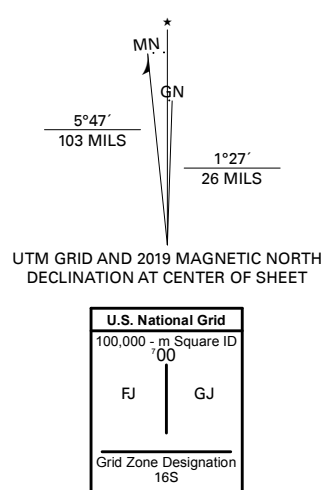 ★
MN
GN
5°47´
103 MILS
1°27´
26 MILS
UTM GRID AND 2019 MAGNETIC NORTH
DECLINATION AT CENTER OF SHEET
U.S. National Grid
100,000 - m Square ID
⁷00
FJ GJ
Grid Zone Designation
16S